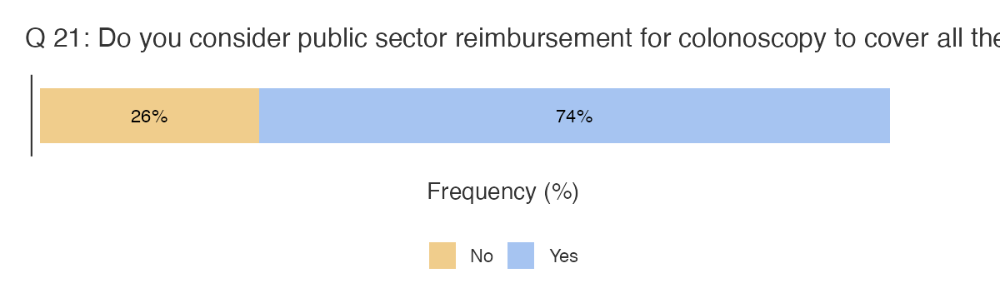 Q 21: Do you consider public sector reimbursement for colonoscopy to cover all the
26% 74%
Frequency (%)
No Yes